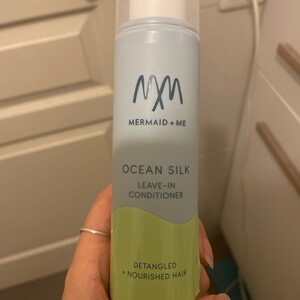 MXM
MERMAID + ME
OCEAN SILK
LEAVE-IN
CONDITIONER
DETANGLED
+ NOURISHED HAIR